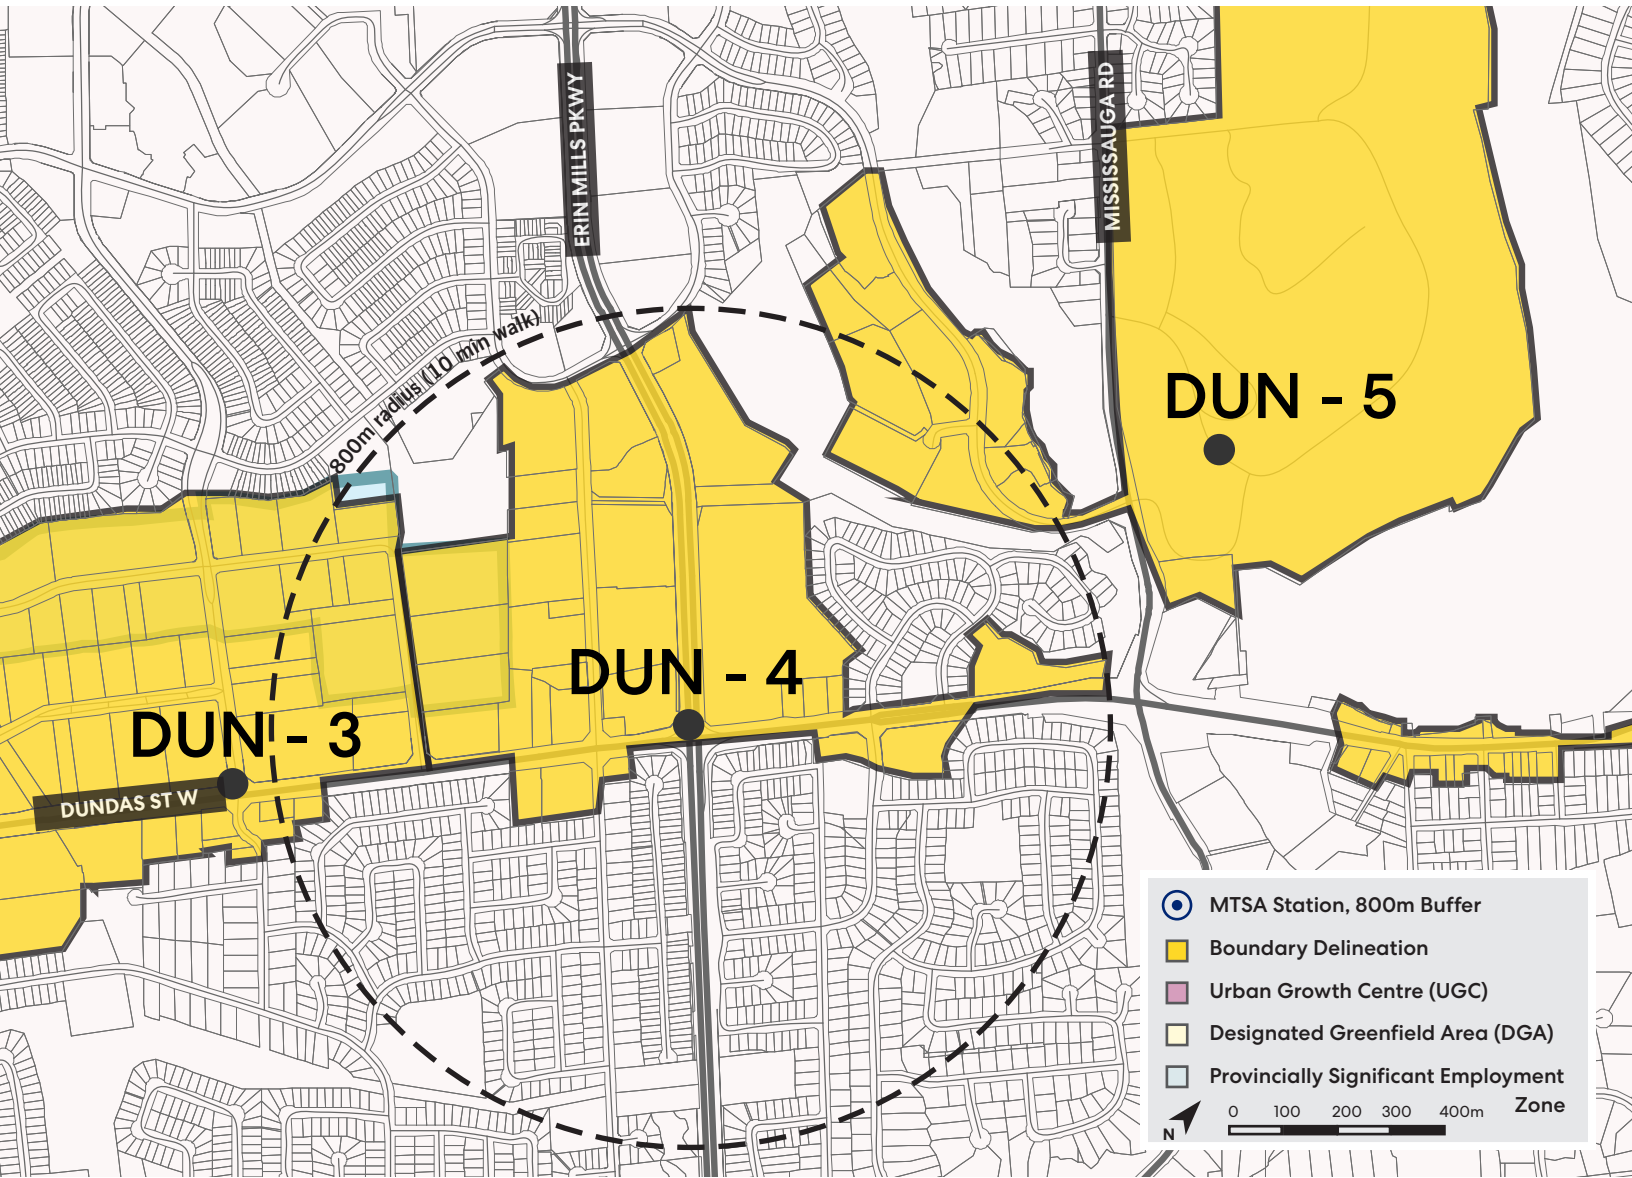 ERIN MILLS PKWY
MISSISSAUGA RD
800m radius (10 min walk)
DUN - 5
DUN - 4
DUN - 3
DUNDAS ST W
MTSA Station, 800m Buffer
Boundary Delineation
Urban Growth Centre (UGC)
Designated Greenfield Area (DGA)
Provincially Significant Employment
Zone
N
0 100 200 300 400m